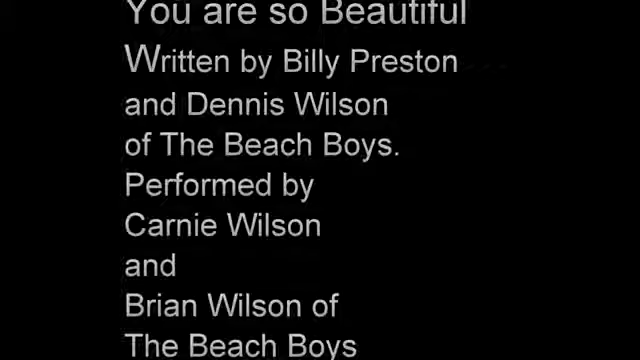 You are so Beautiful
Written by Billy Preston
and Dennis Wilson
of The Beach Boys.
Performed by
Carnie Wilson
and
Brian Wilson of
The Beach Boys